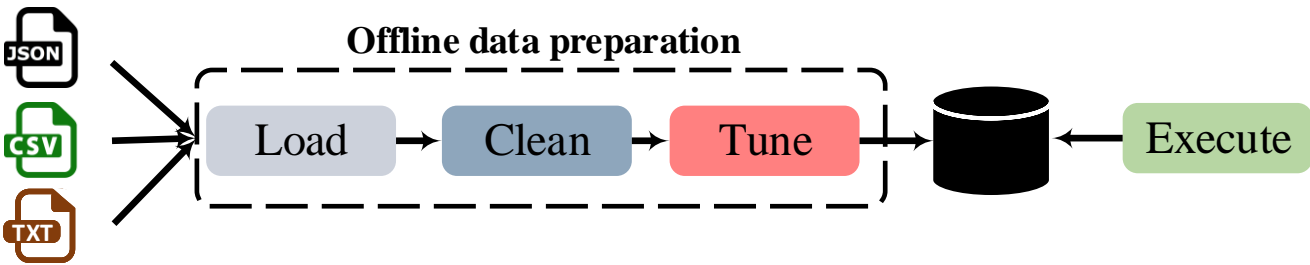 JSON
Offline data preparation
CSV
Load
Clean
Tune
Execute
TXT